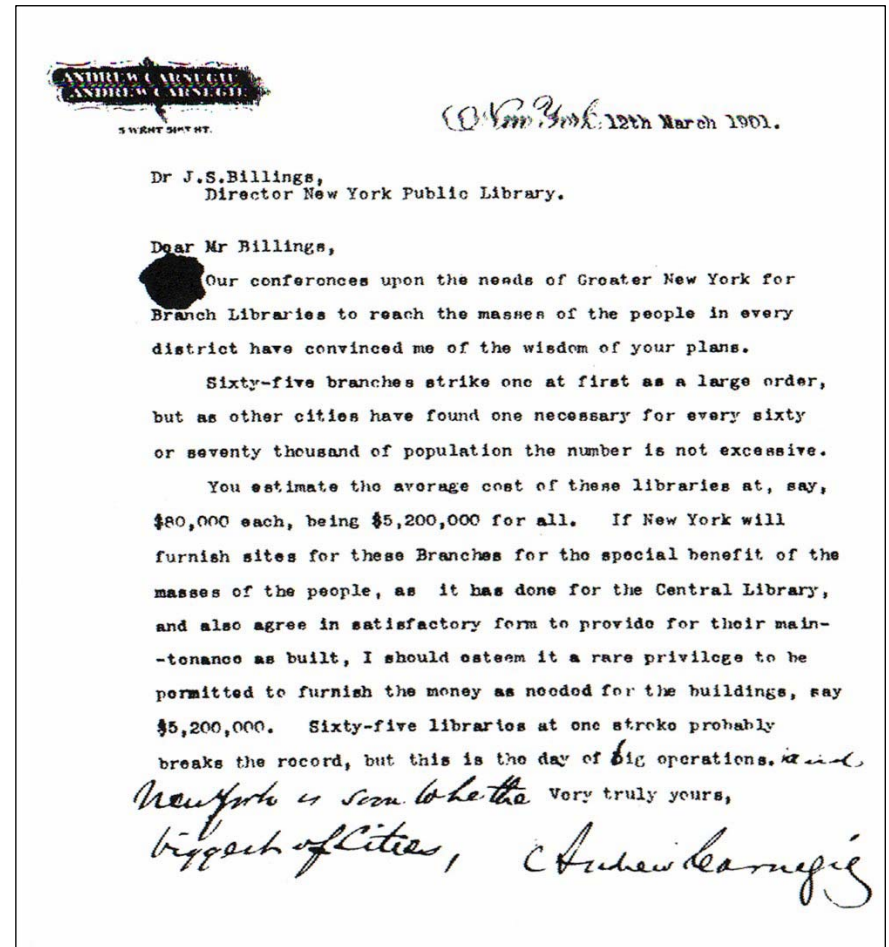 ANDREW CARNEGIE
ANDREW CARNEGIE
5 WEST 51ST ST.
New York. 12th March 1901.
Dr J.S.Billings,
Director New York Public Library.
Dear Mr Billings,
Our conferences upon the needs of Greater New York for
Branch Libraries to reach the masses of the people in every
district have convinced me of the wisdom of your plans.
Sixty-five branches strike one at first as a large order,
but as other cities have found one necessary for every sixty
or seventy thousand of population the number is not excessive.
You estimate the average cost of these libraries at, say,
$80,000 each, being $5,200,000 for all. If New York will
furnish sites for these Branches for the special benefit of the
masses of the people, as it has done for the Central Library,
and also agree in satisfactory form to provide for their main-
-tenance as built, I should esteem it a rare privilege to be
permitted to furnish the money as needed for the buildings, say
$5,200,000. Sixty-five libraries at one stroke probably
breaks the record, but this is the day of big operations. and
New York is soon to be the Very truly yours,
biggest of Cities, Andrew Carnegie